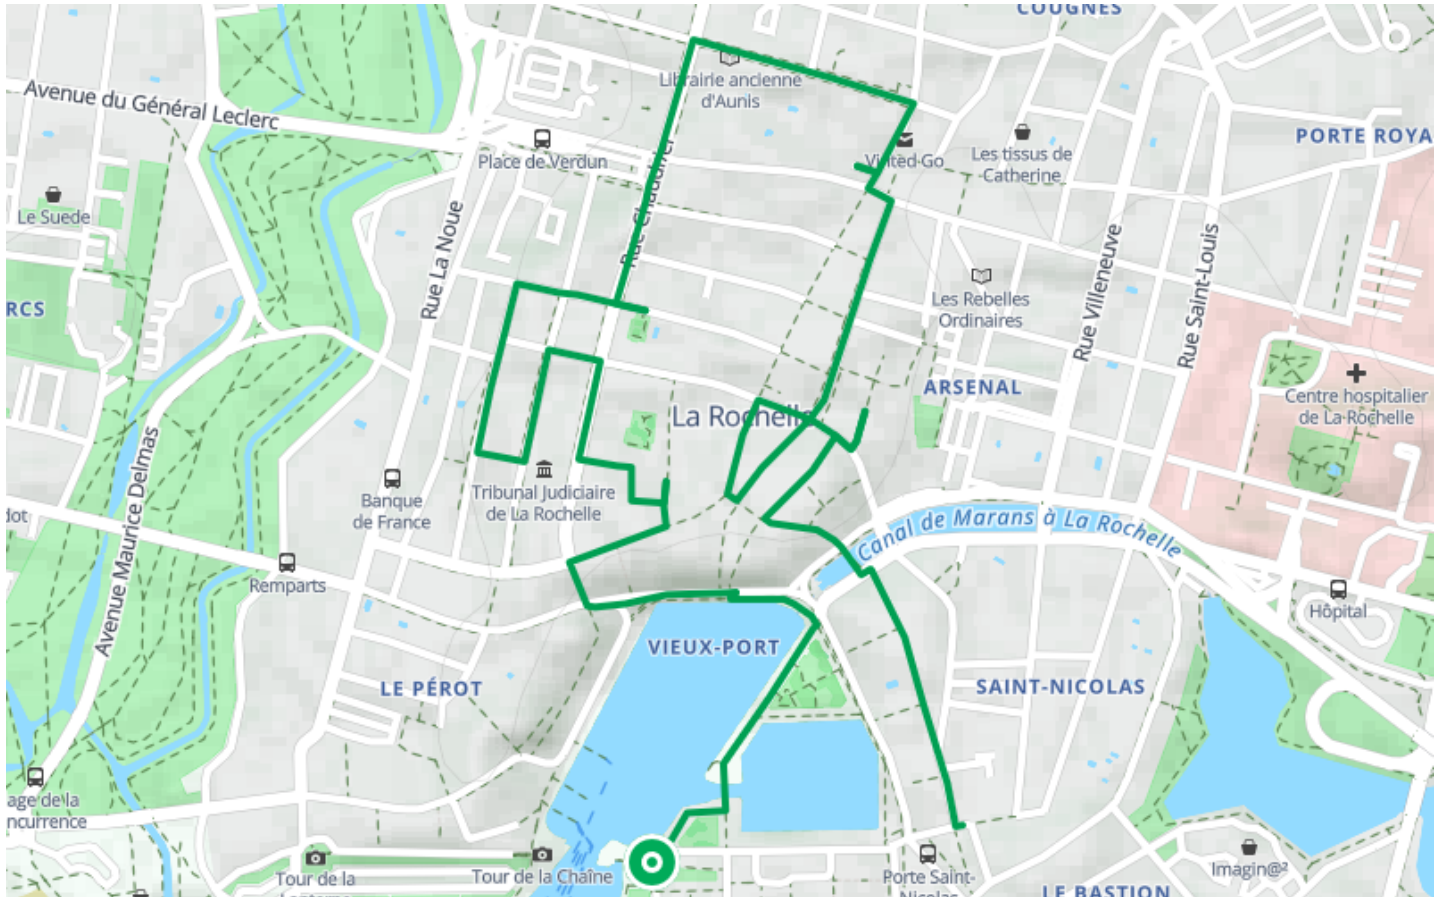 COUGNES
Librairie ancienne
d'Aunis
Avenue du Général Leclerc
Place de Verdun
Vinted-Go
Les tissus de
Catherine
PORTE ROYA
Le Suede
Rue Chaudrier
Rue La Noue
Rue Villeneuve
Rue Saint-Louis
RCS
Les Rebelles
Ordinaires
ARSENAL
Centre hospitalier
de La Rochelle
La Rochelle
Avenue Maurice Delmas
Banque
de France
Tribunal Judiciaire
de La Rochelle
dot
Canal de Marans à La Rochelle
Remparts
Hôpital
VIEUX-PORT
LE PÉROT
SAINT-NICOLAS
age de la
ncurrence
Tour de la
Tour de la Chaîne
Porte Saint-
Nicolas
Imagin@²
LE BASTION